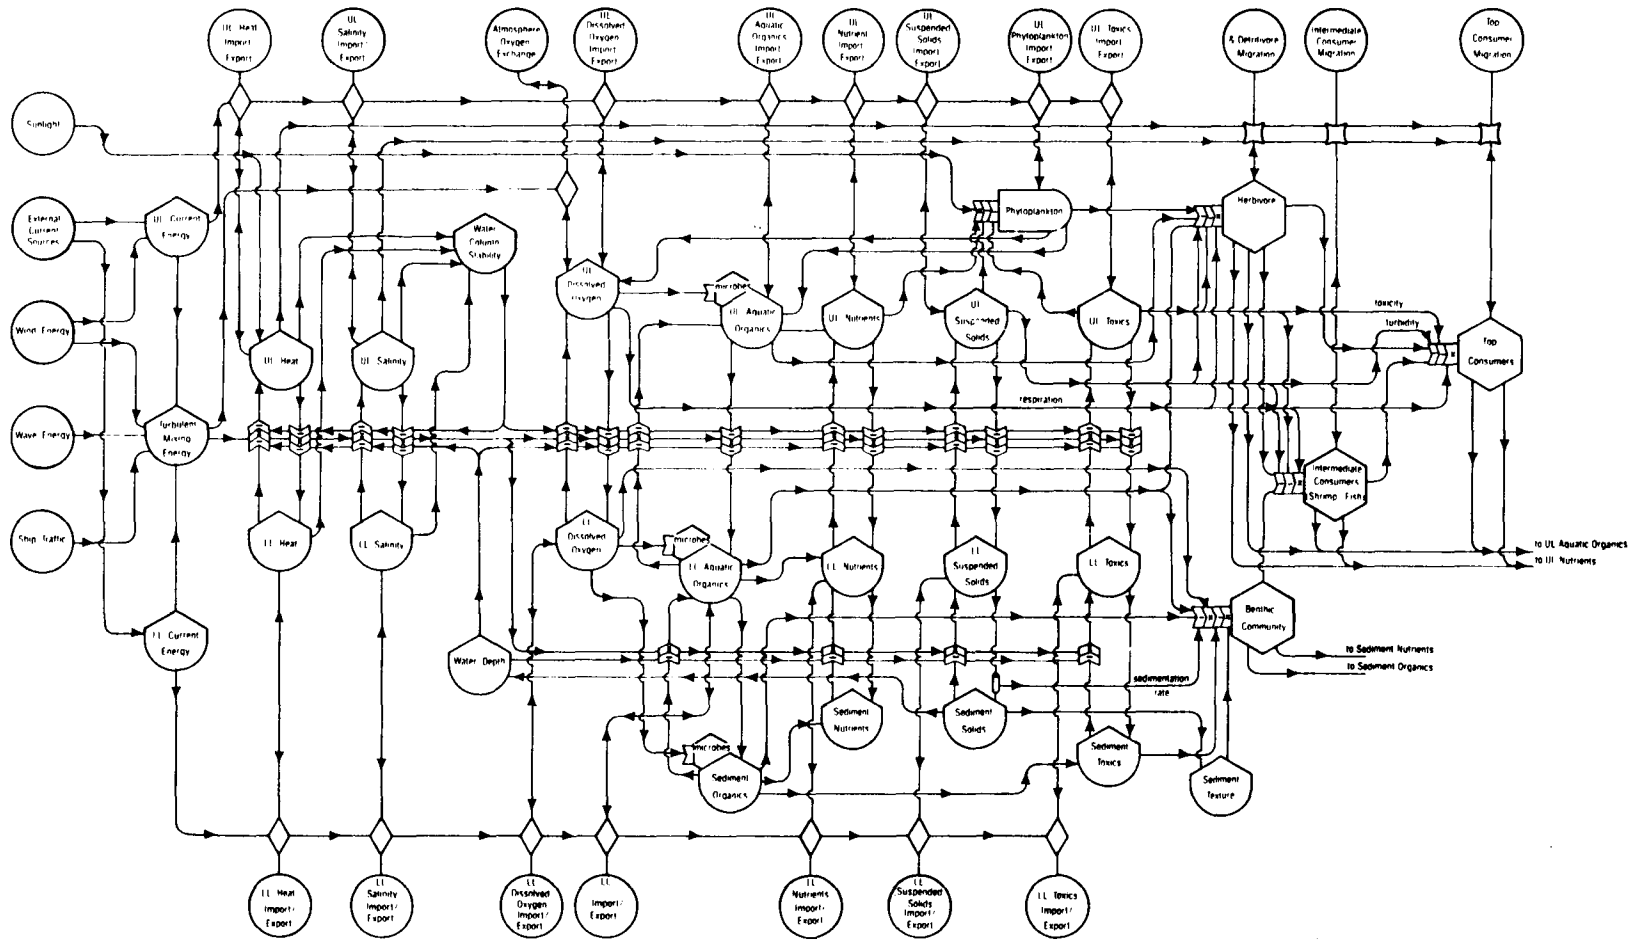 UL Heat
Import/
Export
UL
Salinity
Import/
Export
Atmosphere
Oxygen
Exchange
UL
Dissolved
Oxygen
Import/
Export
UL
Aquatic
Organics
Import/
Export
UL
Nutrient
Import/
Export
UL
Suspended
Solids
Import
Export
UL
Phytoplankton
Import/
Export
UL Toxics
Import
Export
& Detritivore
Migration
Intermediate
Consumer
Migration
Top
Consumer
Migration
Sunlight
External
Current
Sources
UL Current
Energy
Water
Column
Stability
Phytoplankton
Herbivore
Wind Energy
UL
Dissolved
Oxygen
microbes
UL Aquatic
Organics
UL Nutrients
UL
Suspended
Solids
UL Toxics
toxicity
turbidity
Top
Consumers
UL Heat
UL Salinity
respiration
Wave Energy
Turbulent
Mixing
Energy
Intermediate
Consumers
Shrimp Fish
Ship Traffic
LL Heat
LL Salinity
LL
Dissolved
Oxygen
microbes
LL Aquatic
Organics
LL Nutrients
LL
Suspended
Solids
LL Toxics
to UL Aquatic Organics
to UL Nutrients
LL Current
Energy
Water Depth
Benthic
Community
to Sediment Nutrients
to Sediment Organics
sedimentation
rate
Sediment
Nutrients
Sediment
Solids
microbes
Sediment
Organics
Sediment
Toxics
Sediment
Texture
LL Heat
Import/
Export
LL
Salinity
Import/
Export
LL
Dissolved
Oxygen
Import/
Export
LL
Import/
Export
LL
Nutrients
Import/
Export
LL
Suspended
Solids
Import/
Export
LL Toxics
Import/
Export